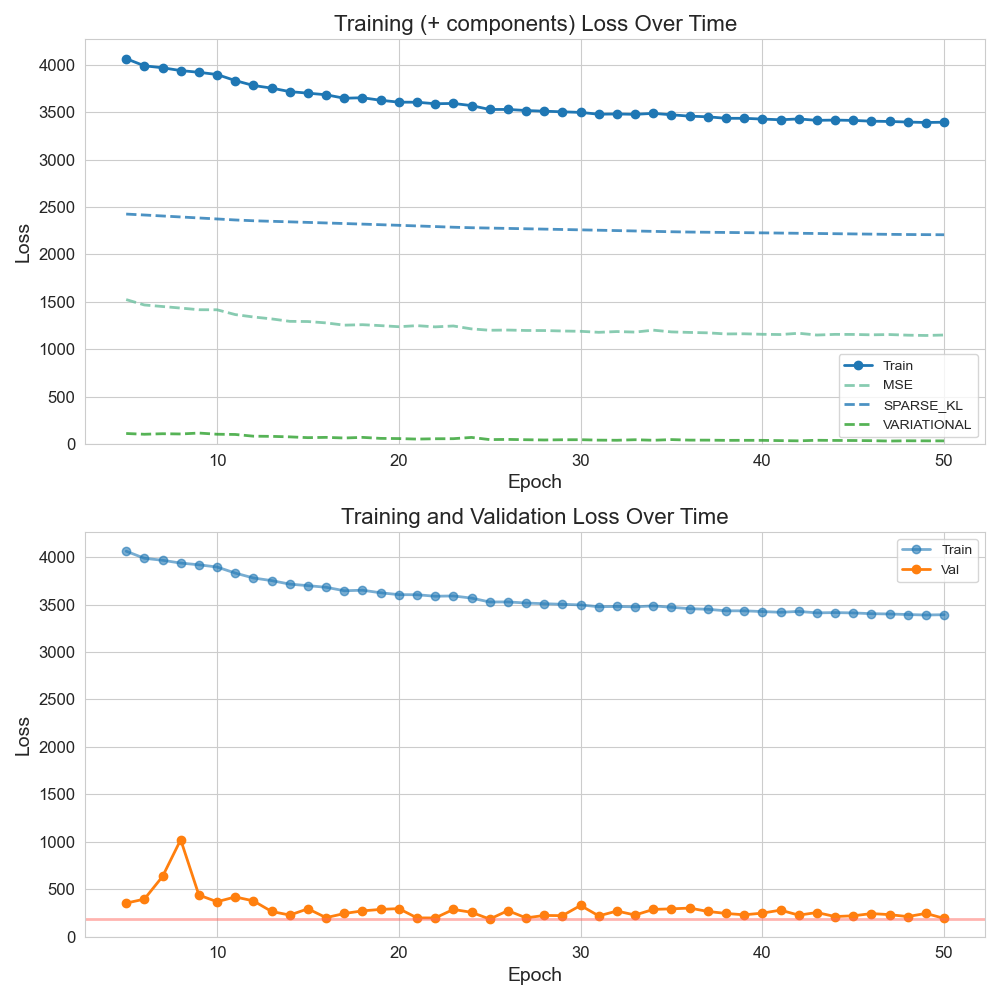 Training (+ components) Loss Over Time
4000
3500
3000
2500
2000
1500
1000
500
0
Loss
Train
MSE
SPARSE_KL
VARIATIONAL
10 20 30 40 50
Epoch
Training and Validation Loss Over Time
4000
3500
3000
2500
2000
1500
1000
500
0
Loss
Train
Val
10 20 30 40 50
Epoch